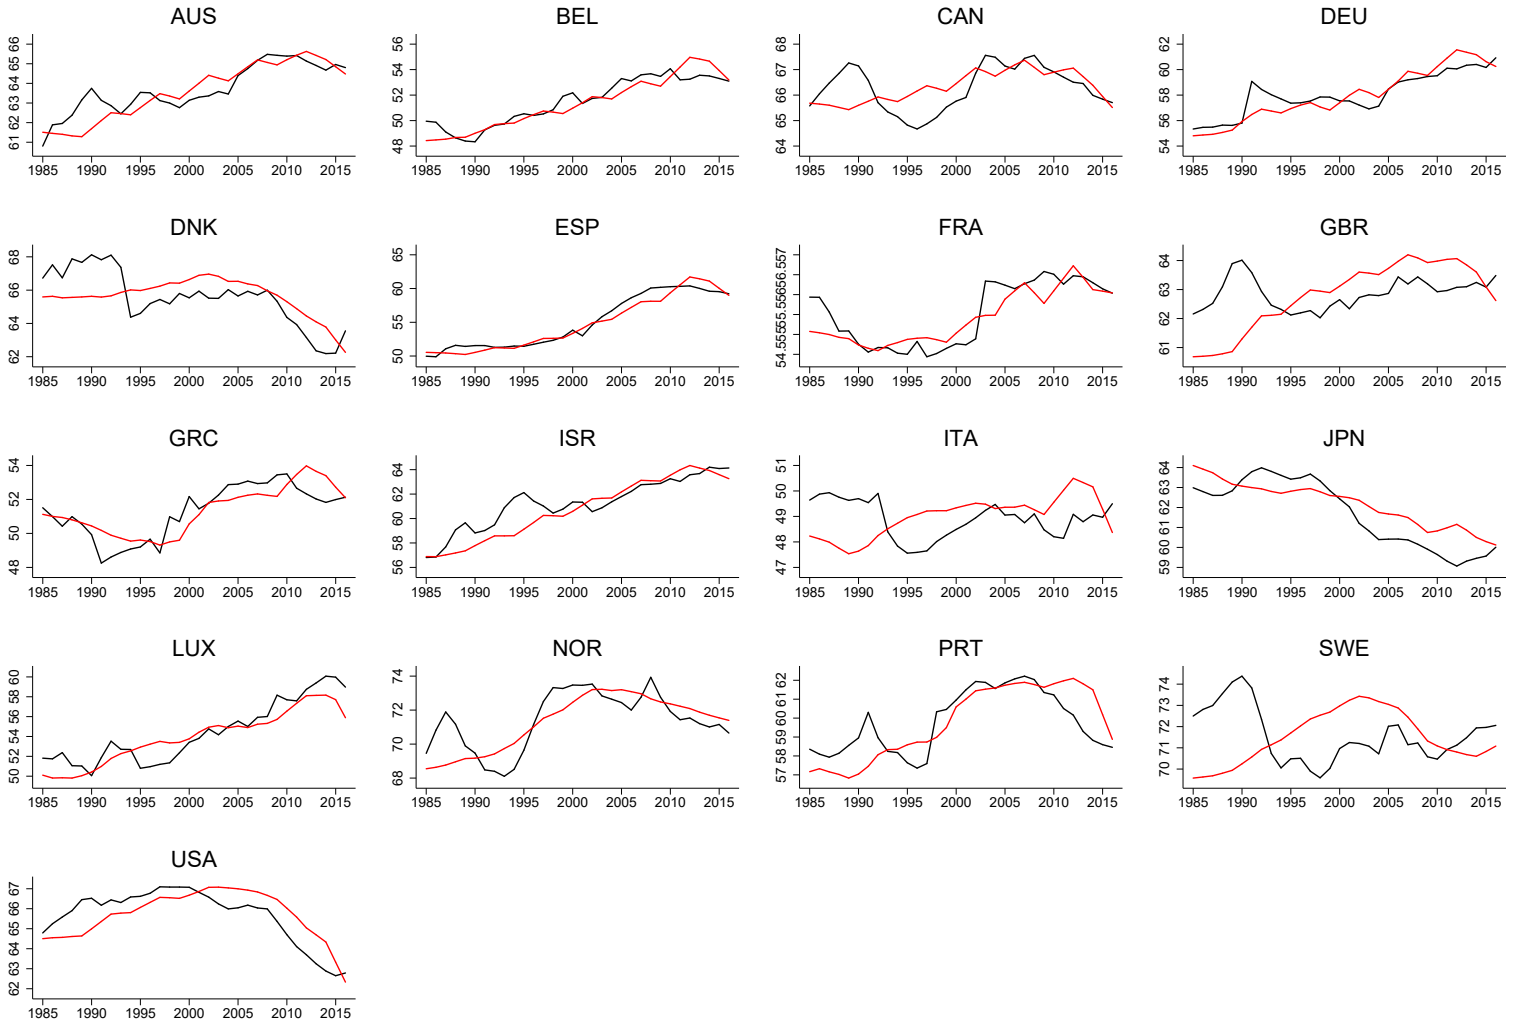 AUS
61 62 63 64 65 66
1985 1990 1995 2000 2005 2010 2015
BEL
48 50 52 54 56
1985 1990 1995 2000 2005 2010 2015
CAN
64 65 66 67 68
1985 1990 1995 2000 2005 2010 2015
DEU
54 56 58 60 62
1985 1990 1995 2000 2005 2010 2015
DNK
62 64 66 68
1985 1990 1995 2000 2005 2010 2015
ESP
50 55 60 65
1985 1990 1995 2000 2005 2010 2015
FRA
54.5 55 55.5 56 56.5 57
1985 1990 1995 2000 2005 2010 2015
GBR
61 62 63 64
1985 1990 1995 2000 2005 2010 2015
GRC
48 50 52 54
1985 1990 1995 2000 2005 2010 2015
ISR
56 58 60 62 64
1985 1990 1995 2000 2005 2010 2015
ITA
47 48 49 50 51
1985 1990 1995 2000 2005 2010 2015
JPN
59 60 61 62 63 64
1985 1990 1995 2000 2005 2010 2015
LUX
50 52 54 56 58 60
1985 1990 1995 2000 2005 2010 2015
NOR
68 70 72 74
1985 1990 1995 2000 2005 2010 2015
PRT
57 58 59 60 61 62
1985 1990 1995 2000 2005 2010 2015
SWE
70 71 72 73 74
1985 1990 1995 2000 2005 2010 2015
USA
62 63 64 65 66 67
1985 1990 1995 2000 2005 2010 2015